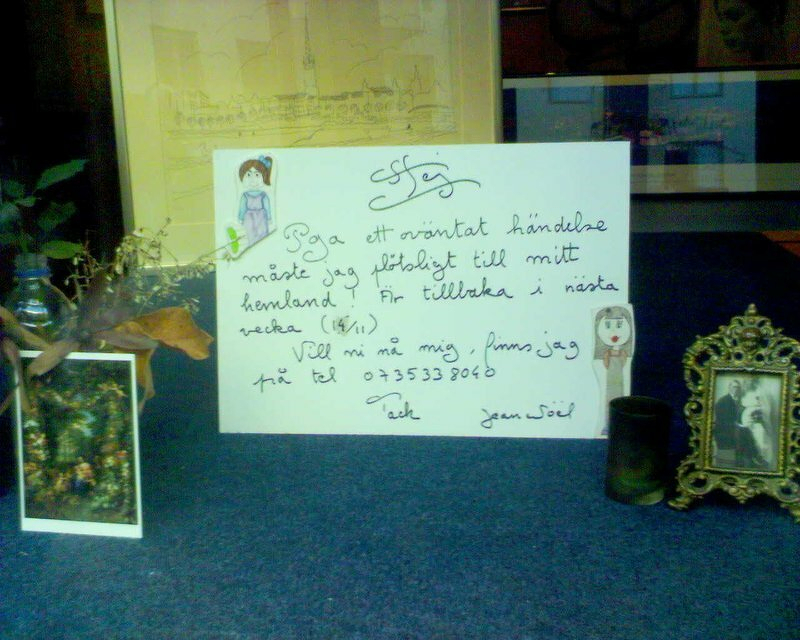 Hej
Pga ett oväntat händelse
måste jag plötsligt till mitt
hemland! Är tillbaka i nästa
vecka (14/11)
Vill ni nå mig, finns jag
på tel 0735338040
Tack Jean Noël